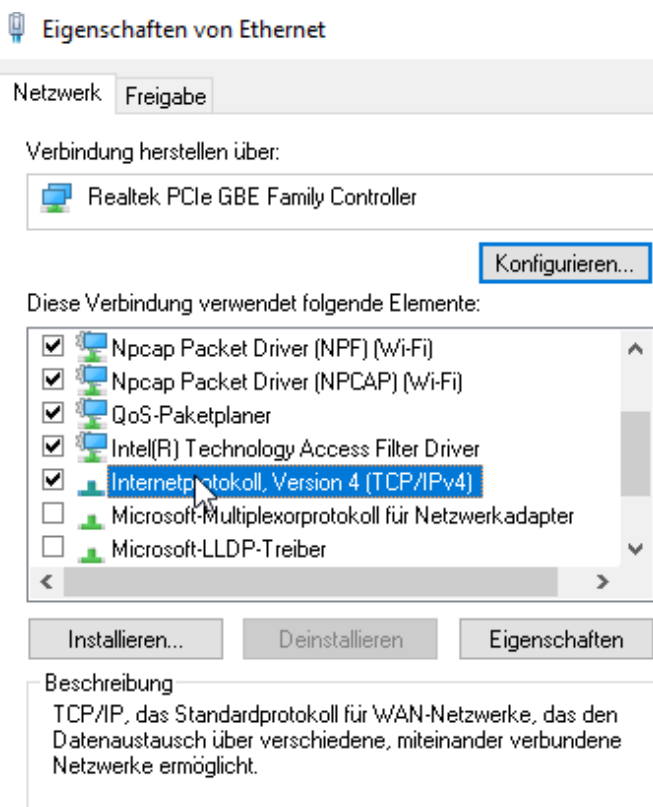 Eigenschaften von Ethernet
Netzwerk Freigabe
Verbindung herstellen über:
Realtek PCIe GBE Family Controller
Konfigurieren...
Diese Verbindung verwendet folgende Elemente:
Npcap Packet Driver (NPF) (Wi-Fi)
Npcap Packet Driver (NPCAP) (Wi-Fi)
QoS-Paketplaner
Intel(R) Technology Access Filter Driver
Internetprotokoll, Version 4 (TCP/IPv4)
Microsoft-Multiplexorprotokoll für Netzwerkadapter
Microsoft-LLDP-Treiber
Installieren... Deinstallieren Eigenschaften
Beschreibung
TCP/IP, das Standardprotokoll für WAN-Netzwerke, das den
Datenaustausch über verschiedene, miteinander verbundene
Netzwerke ermöglicht.